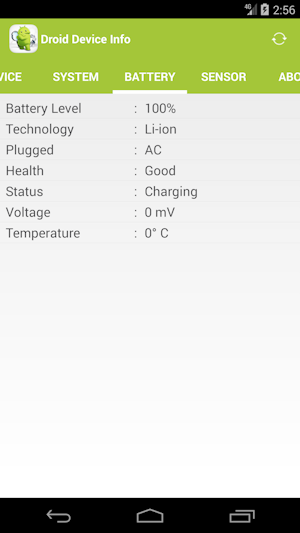 4G 2:56
Droid Device Info
VICE SYSTEM BATTERY SENSOR ABO
Battery Level : 100%
Technology : Li-ion
Plugged : AC
Health : Good
Status : Charging
Voltage : 0 mV
Temperature : 0° C